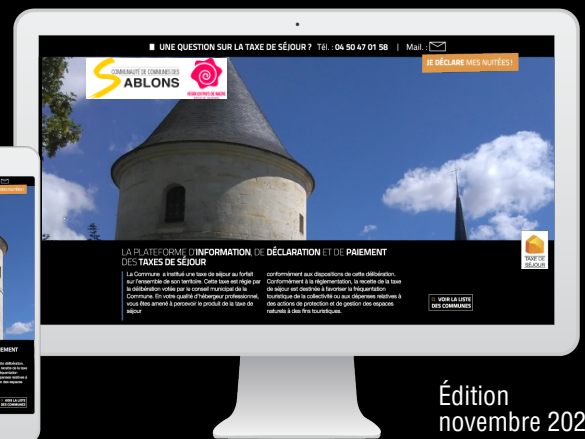 UNE QUESTION SUR LA TAXE DE SÉJOUR ? Tél. : 04 50 47 01 58 | Mail. :
JE DÉCLARE MES NUITÉES !
COMMUNAUTÉ DE COMMUNES DES
SABLONS
LA PLATEFORME D'INFORMATION, DE DÉCLARATION ET DE PAIEMENT
DES TAXES DE SÉJOUR
La Commune a institué une taxe de séjour au forfait
sur l'ensemble de son territoire. Cette taxe est régie par
la délibération votée par le conseil municipal de la
Commune. En votre qualité d'hébergeur professionnel,
vous êtes amené à percevoir le produit de la taxe de
séjour
conformément aux dispositions de cette délibération.
Conformément à la réglementation, la recette de la taxe
de séjour est destinée à favoriser la fréquentation
touristique de la collectivité ou aux dépenses relatives à
des actions de protection et de gestion des espaces
naturels à des fins touristiques.
TAXE DE
SÉJOUR
VOIR LA LISTE
DES COMMUNES
EMENT
VOIR LA LISTE
DES COMMUNES
Édition
novembre 202